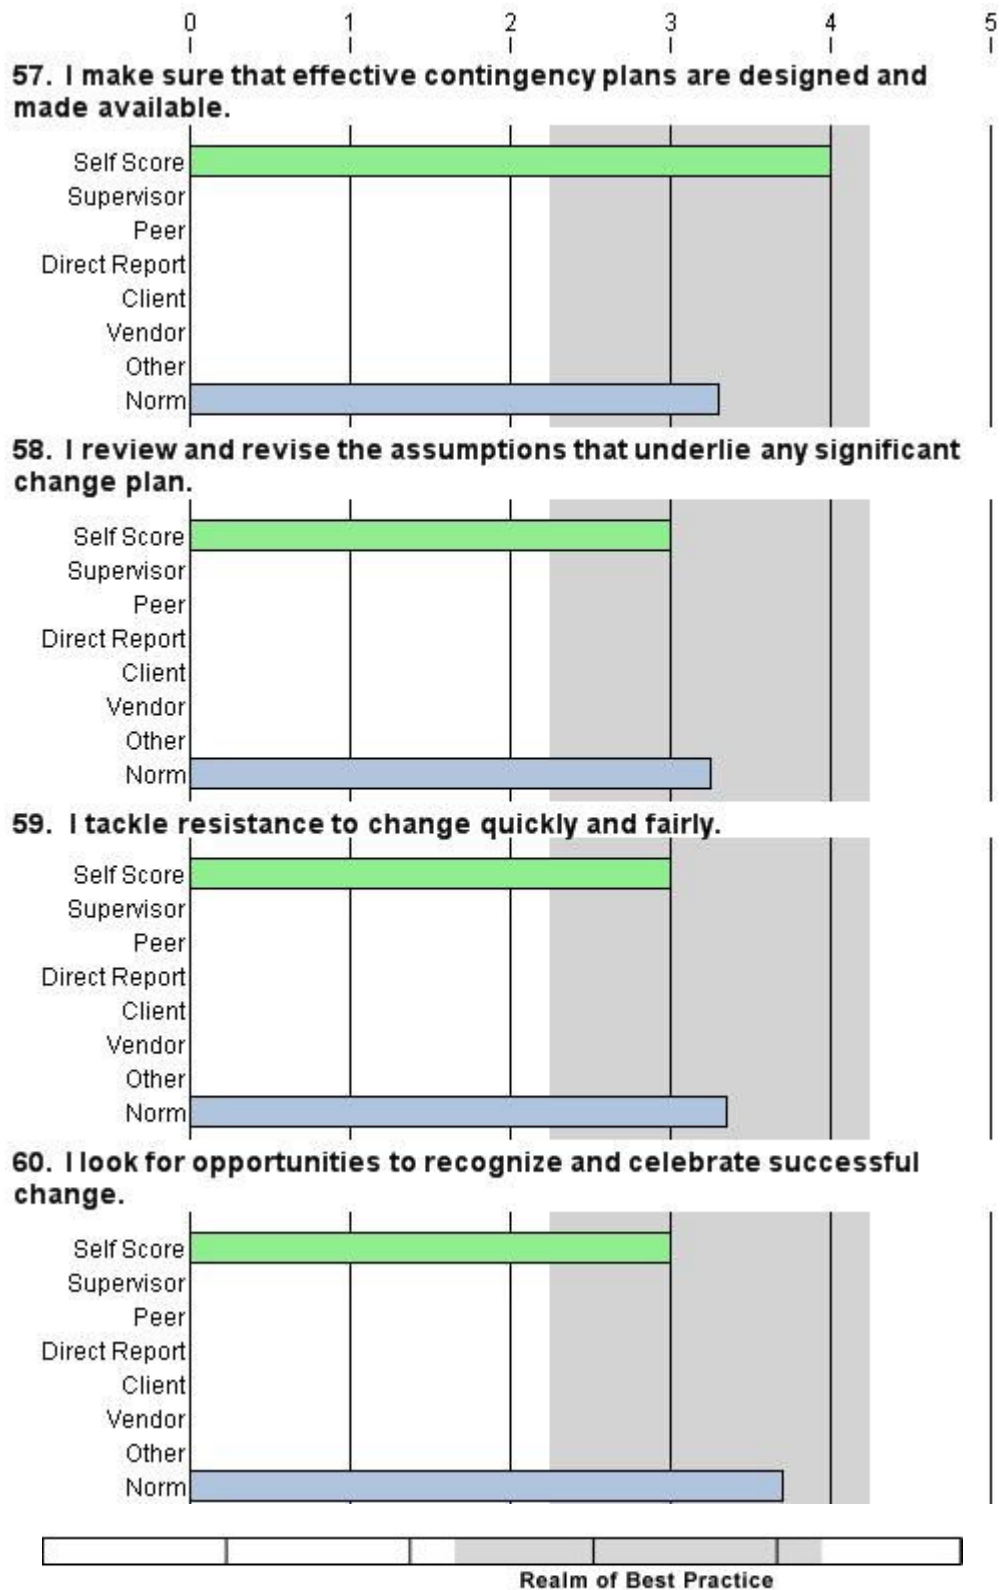 0 1 2 3 4 5
57. I make sure that effective contingency plans are designed and
made available.
Self Score
Supervisor
Peer
Direct Report
Client
Vendor
Other
Norm
58. I review and revise the assumptions that underlie any significant
change plan.
Self Score
Supervisor
Peer
Direct Report
Client
Vendor
Other
Norm
59. I tackle resistance to change quickly and fairly.
Self Score
Supervisor
Peer
Direct Report
Client
Vendor
Other
Norm
60. I look for opportunities to recognize and celebrate successful
change.
Self Score
Supervisor
Peer
Direct Report
Client
Vendor
Other
Norm
Realm of Best Practice